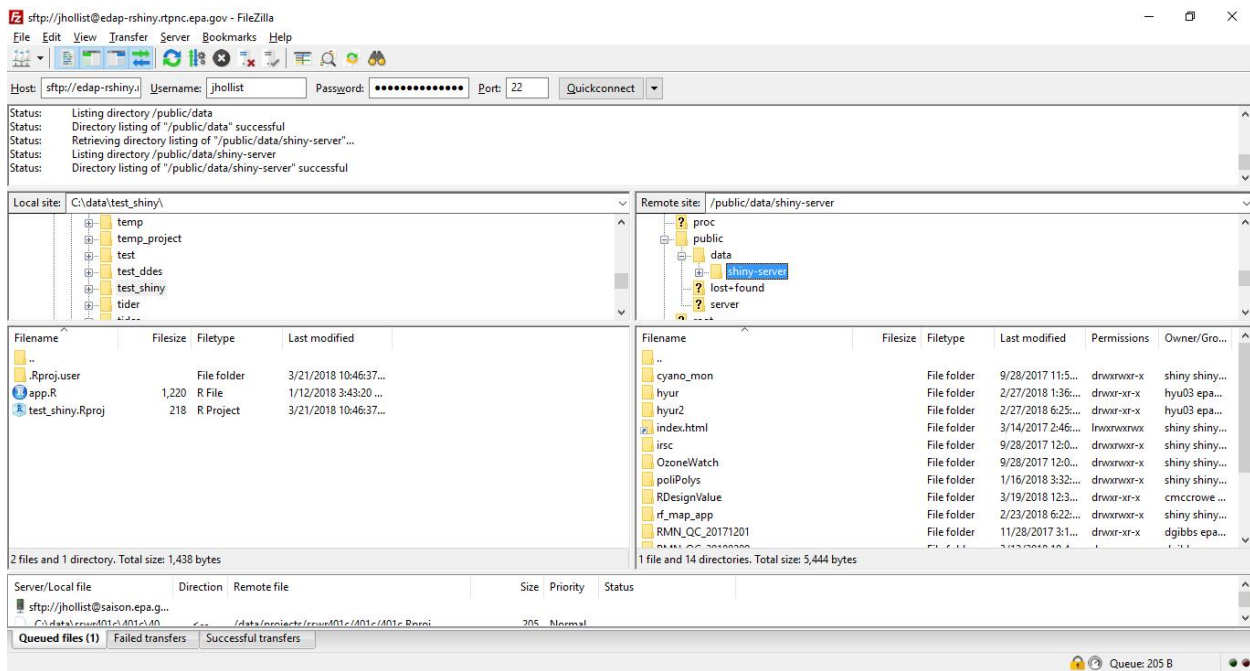 sftp://jhollist@edap-rshiny.rtpnc.epa.gov - FileZilla
File Edit View Transfer Server Bookmarks Help
Host: sftp://edap-rshiny. Username: jhollist Password: •••••••••••••• Port: 22 Quickconnect
Status: Listing directory /public/data
Status: Directory listing of "/public/data" successful
Status: Retrieving directory listing of "/public/data/shiny-server"...
Status: Listing directory /public/data/shiny-server
Status: Directory listing of "/public/data/shiny-server" successful
Local site: C:\data\test_shiny\
temp
temp_project
test
test_ddes
test_shiny
tider
Remote site: /public/data/shiny-server
? proc
public
data
shiny-server
? lost+found
? server
Filename Filesize Filetype Last modified
..
.Rproj.user File folder 3/21/2018 10:46:37...
app.R 1,220 R File 1/12/2018 3:43:20 ...
test_shiny.Rproj 218 R Project 3/21/2018 10:46:37...
2 files and 1 directory. Total size: 1,438 bytes
Filename Filesize Filetype Last modified Permissions Owner/Gro...
..
cyano_mon File folder 9/28/2017 11:5... drwxrwxr-x shiny shiny...
hyur File folder 2/27/2018 1:36:... drwxr-xr-x hyu03 epa...
hyur2 File folder 2/27/2018 6:25:... drwxr-xr-x hyu03 epa...
index.html File folder 3/14/2017 2:46:... lrwxrwxrwx shiny shiny...
irsc File folder 9/28/2017 12:0... drwxrwxr-x shiny shiny...
OzoneWatch File folder 9/28/2017 12:0... drwxrwxr-x shiny shiny...
poliPolys File folder 1/16/2018 3:32:... drwxrwxr-x shiny shiny...
RDesignValue File folder 3/19/2018 12:3... drwxr-xr-x cmccrowe ...
rf_map_app File folder 2/23/2018 6:22:... drwxrwxr-x shiny shiny...
RMN_QC_20171201 File folder 11/28/2017 3:1... drwxr-xr-x dgibbs epa...
1 file and 14 directories. Total size: 5,444 bytes
Server/Local file Direction Remote file Size Priority Status
sftp://jhollist@saison.epa.g...
205 Normal
Queued files (1) Failed transfers Successful transfers
Queue: 205 B